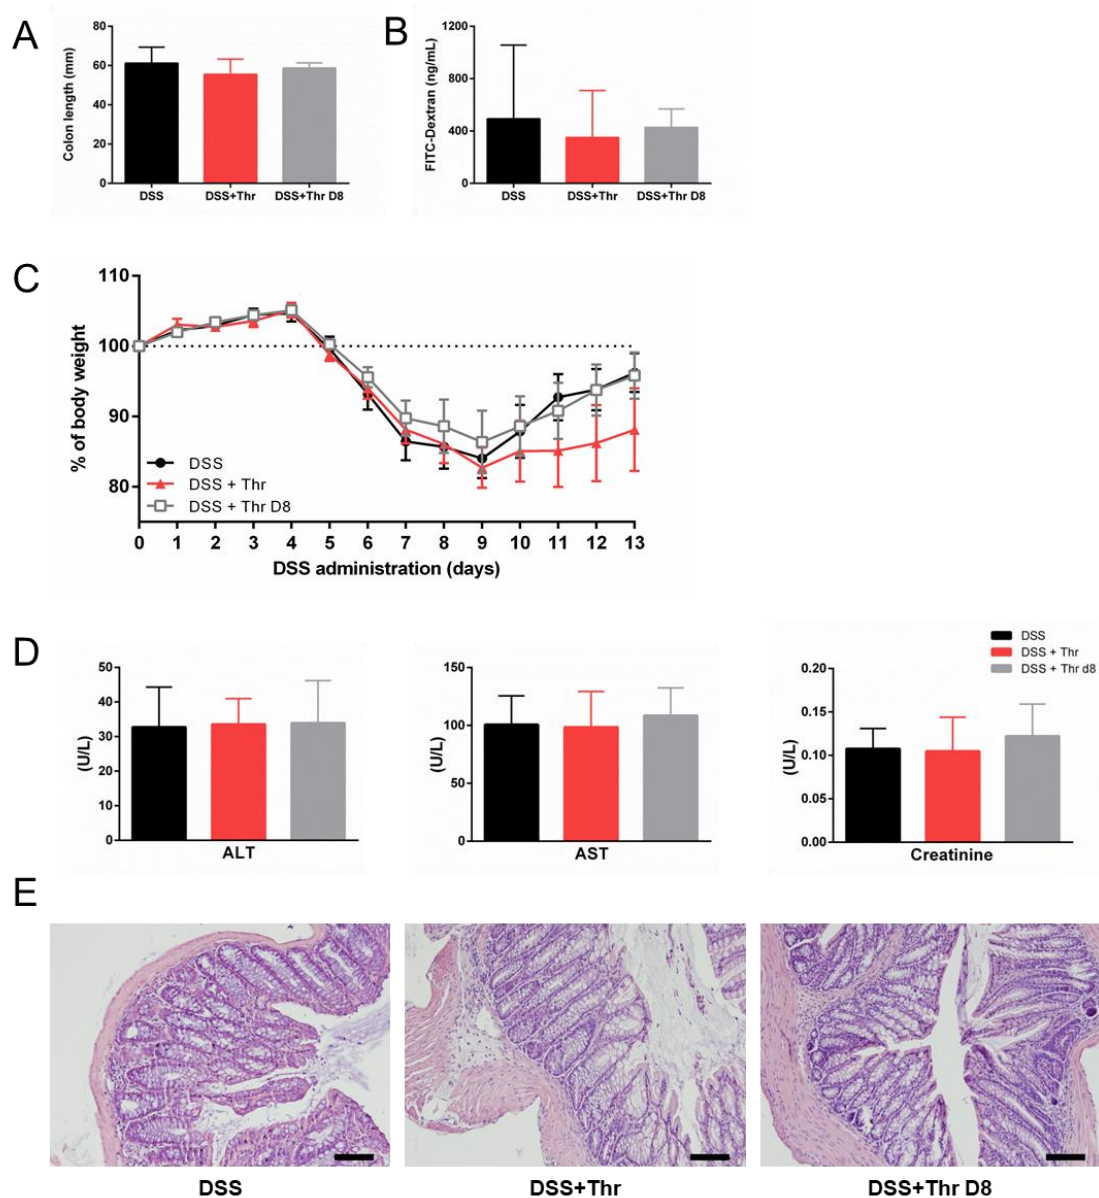 A
80
60
40
20
0
Colon length (mm)
DSS
DSS+Thr
DSS+Thr D8
B
1200
800
400
0
FITC-Dextran (ng/mL)
DSS
DSS+Thr
DSS+Thr D8
C
110
100
90
80
% of body weight
DSS
DSS + Thr
DSS + Thr D8
0 1 2 3 4 5 6 7 8 9 10 11 12 13
DSS administration (days)
D
50
40
30
20
10
0
(U/L)
ALT
150
100
50
0
(U/L)
AST
DSS
DSS + Thr
DSS + Thr d8
0.20
0.15
0.10
0.05
0.00
(U/L)
Creatinine
E
DSS
DSS+Thr
DSS+Thr D8